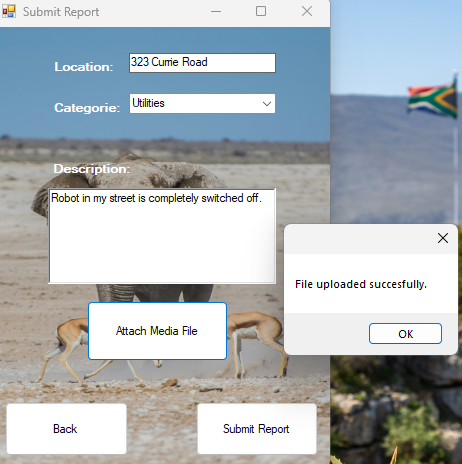 Submit Report
Location:
323 Currie Road
Categorie:
Utilities
Description:
Robot in my street is completely switched off.
File uploaded succesfully.
OK
Attach Media File
Back
Submit Report